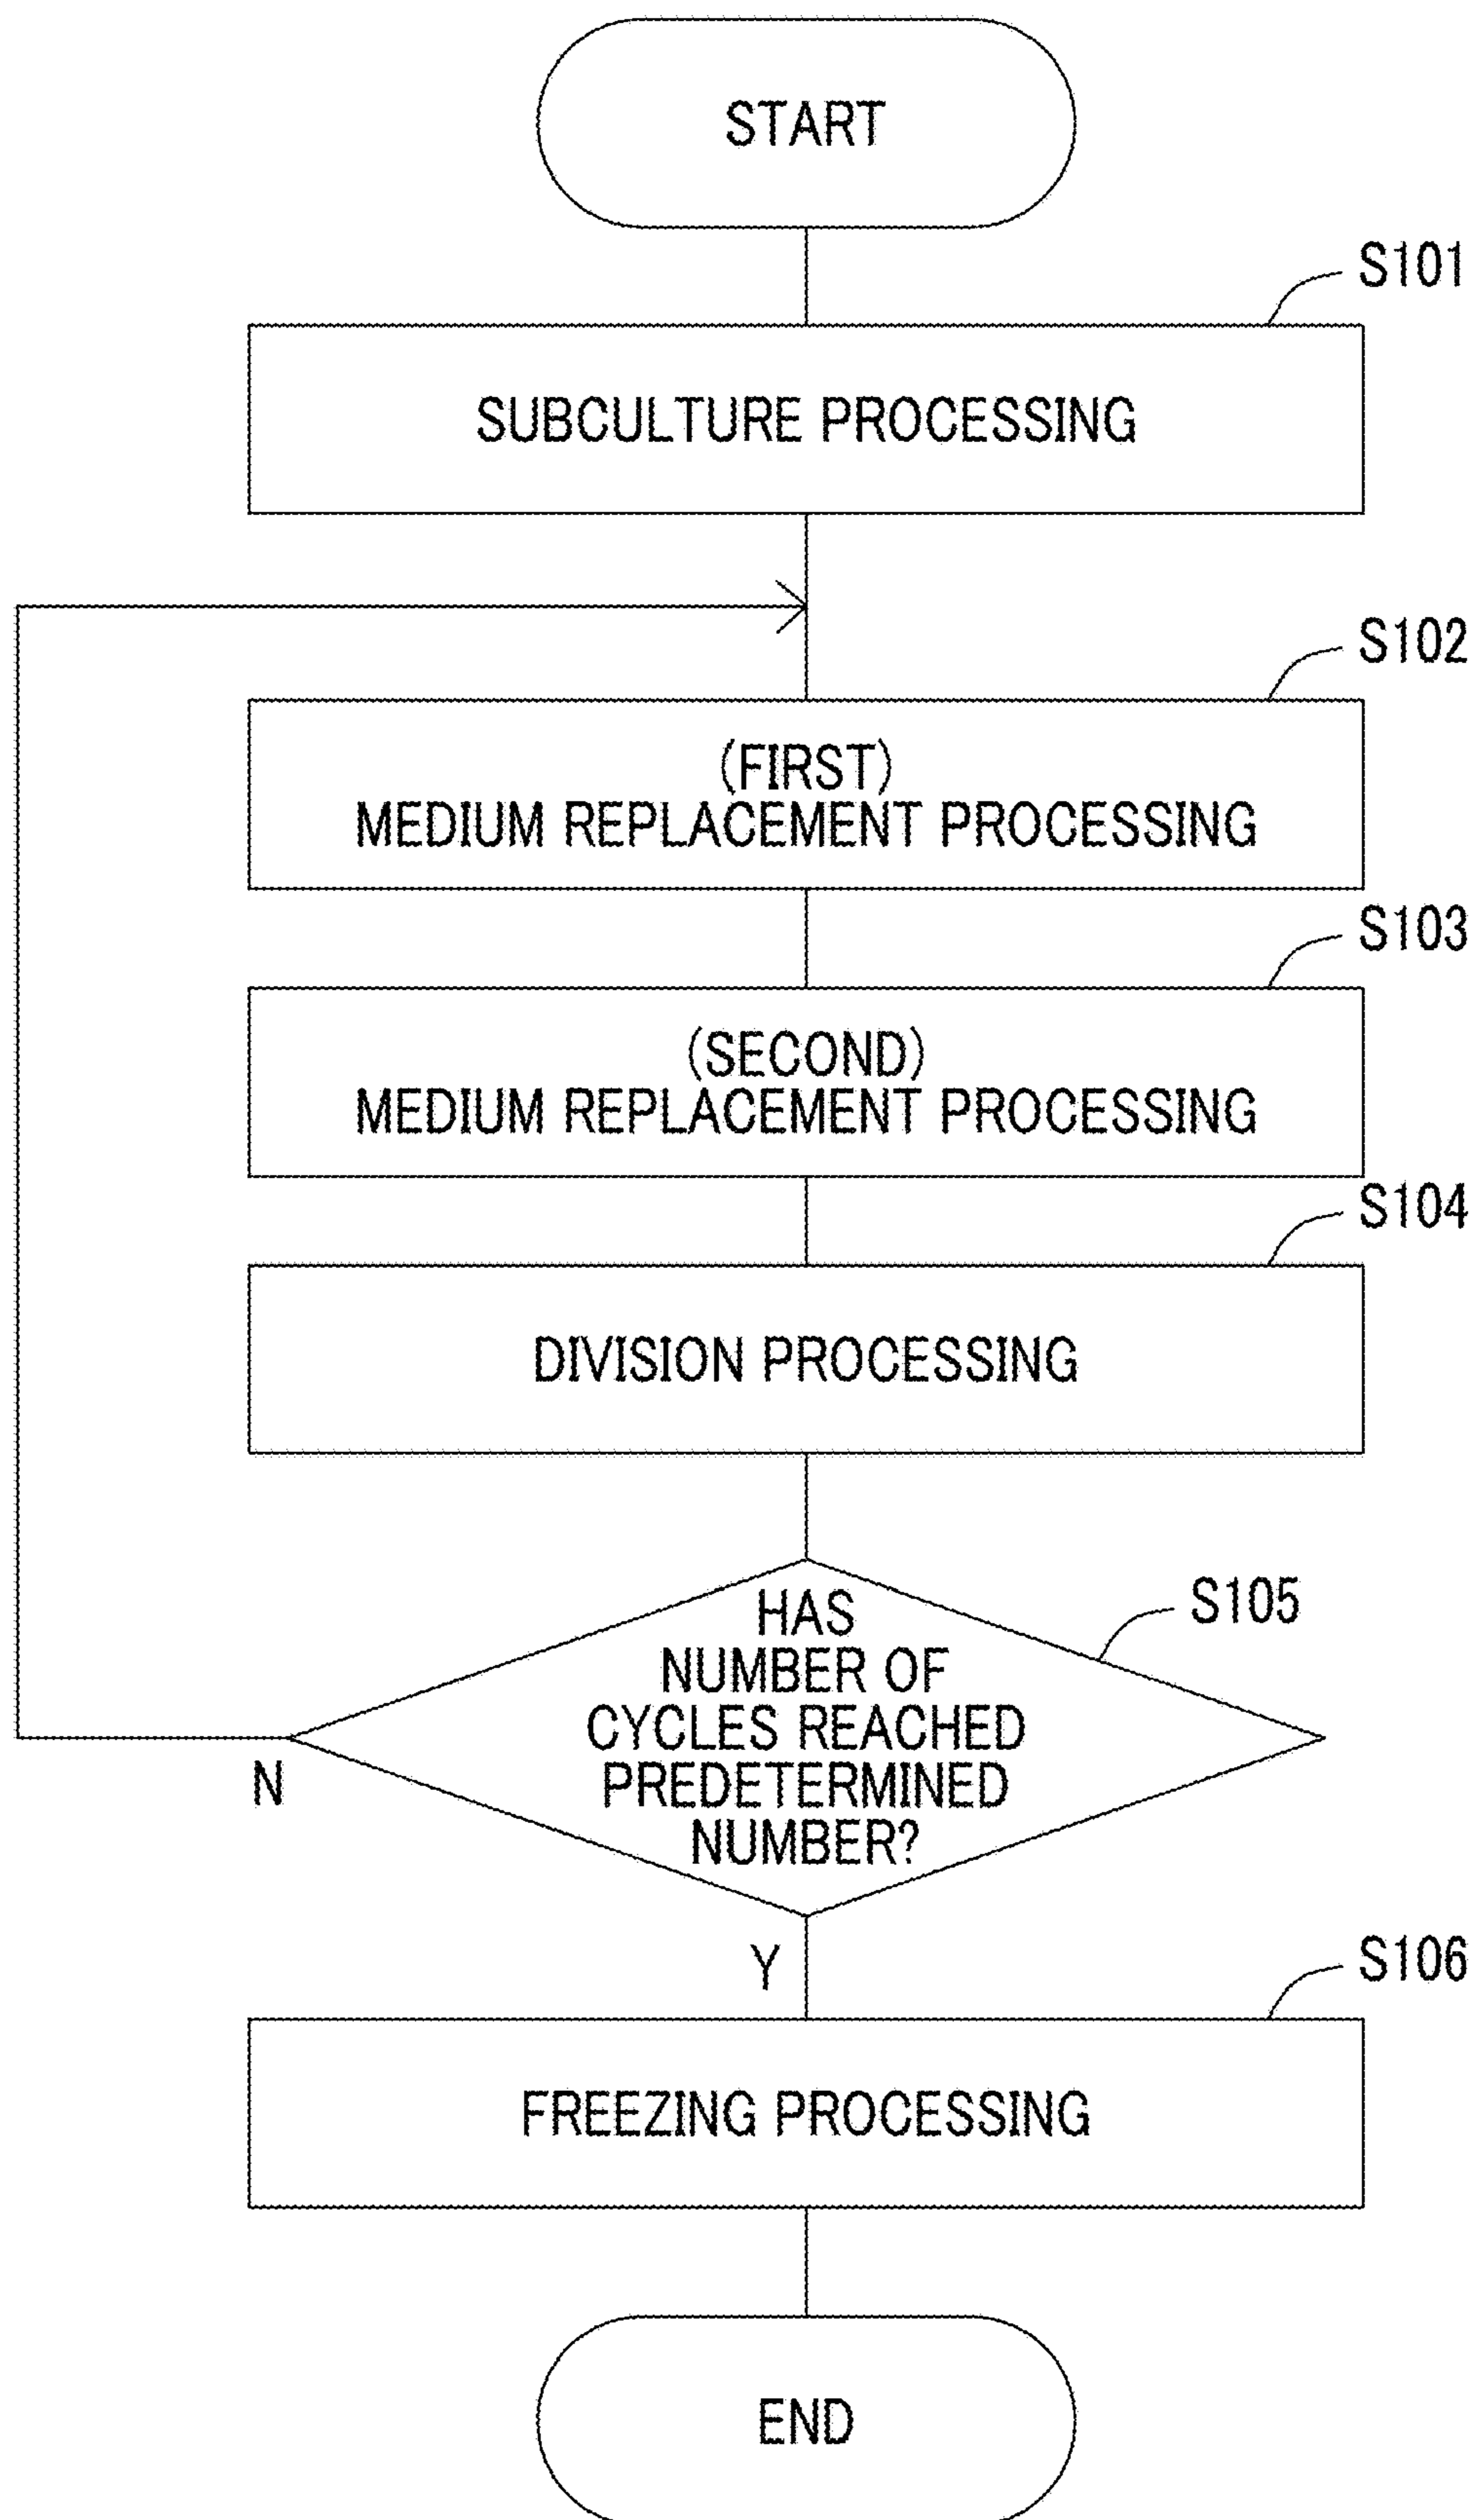 START
S101
SUBCULTURE PROCESSING
S102
(FIRST)
MEDIUM REPLACEMENT PROCESSING
S103
(SECOND)
MEDIUM REPLACEMENT PROCESSING
S104
DIVISION PROCESSING
S105
HAS
NUMBER OF
CYCLES REACHED
PREDETERMINED
NUMBER?
N
Y
S106
FREEZING PROCESSING
END